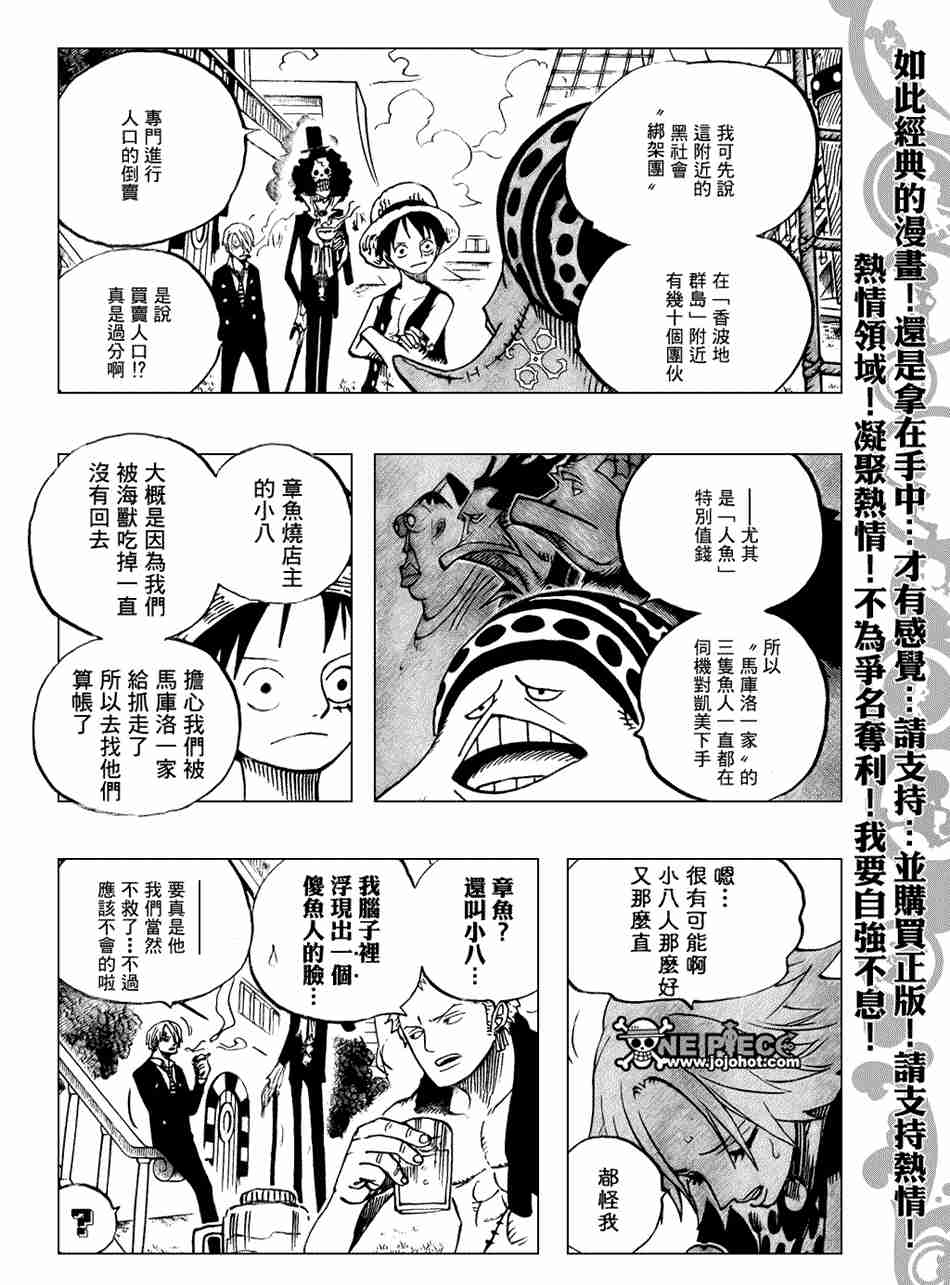 如此經典的漫畫！還是拿在手中…才有感覺…請支持…並購買正版！請支持熱情！
熱情領域！凝聚熱情！不為爭名奪利！我要自強不息！
我可先說
這附近的
黑社會
“綁架團”
在「香波地
群島」附近
有幾十個團伙
專門進行
人口的倒賣
是說
買賣人口!?
真是過分啊
——尤其
是「人魚」
特別值錢
所以
“馬庫洛一家”的
三隻魚人一直都在
伺機對凱美下手
章魚燒店主
的小八
大概是因為我們
被海獸吃掉一直
沒有回去
擔心我們被
馬庫洛一家
給抓走了
所以去找他們
算帳了
嗯…
很有可能啊
小八人那麼好
又那麼直
都怪我
ONE PIECE
www.jojohot.com
章魚？
還叫小八…
我腦子裡
浮現出一個
傻魚人的臉…
——
要真是他
我們當然
不救了…不過
應該不會的啦
?